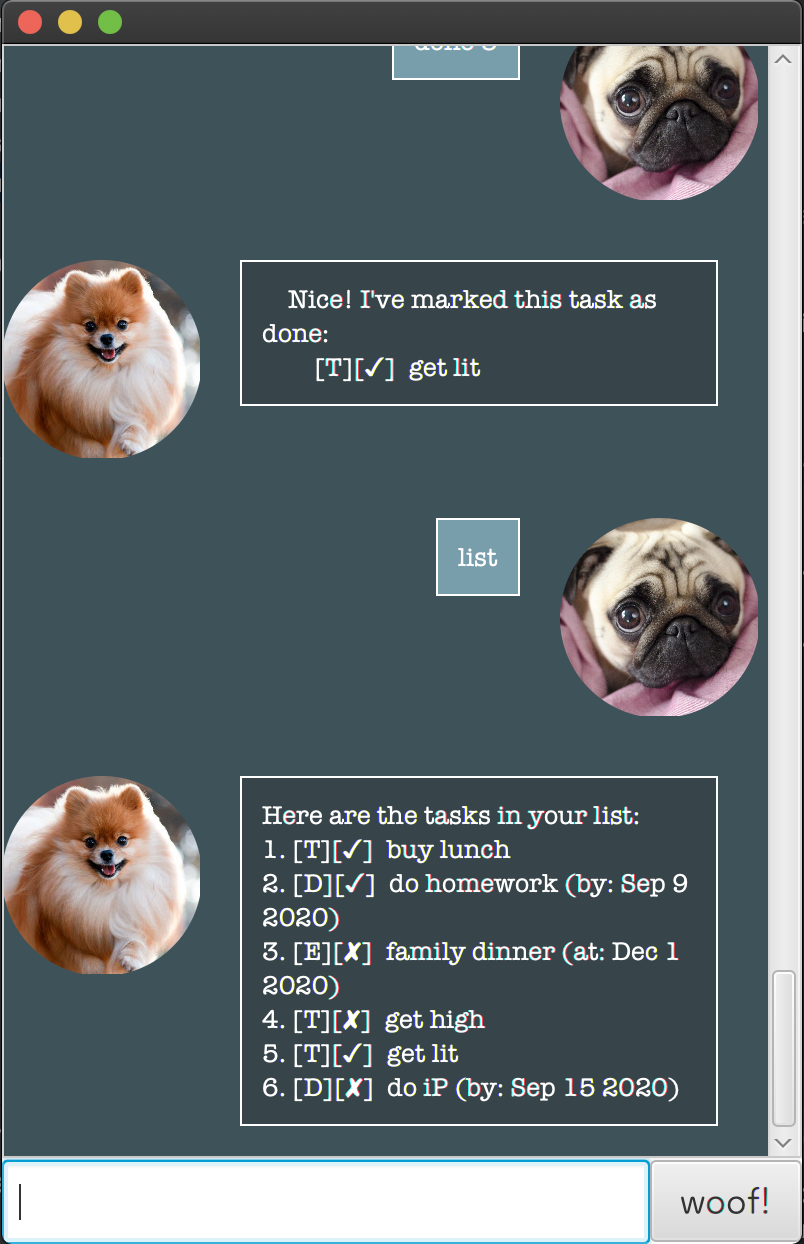 Nice! I've marked this task as
done:
[T][✓] get lit
list
Here are the tasks in your list:
1. [T][✓] buy lunch
2. [D][✓] do homework (by: Sep 9
2020)
3. [E][✘] family dinner (at: Dec 1
2020)
4. [T][✘] get high
5. [T][✓] get lit
6. [D][✘] do iP (by: Sep 15 2020)
woof!